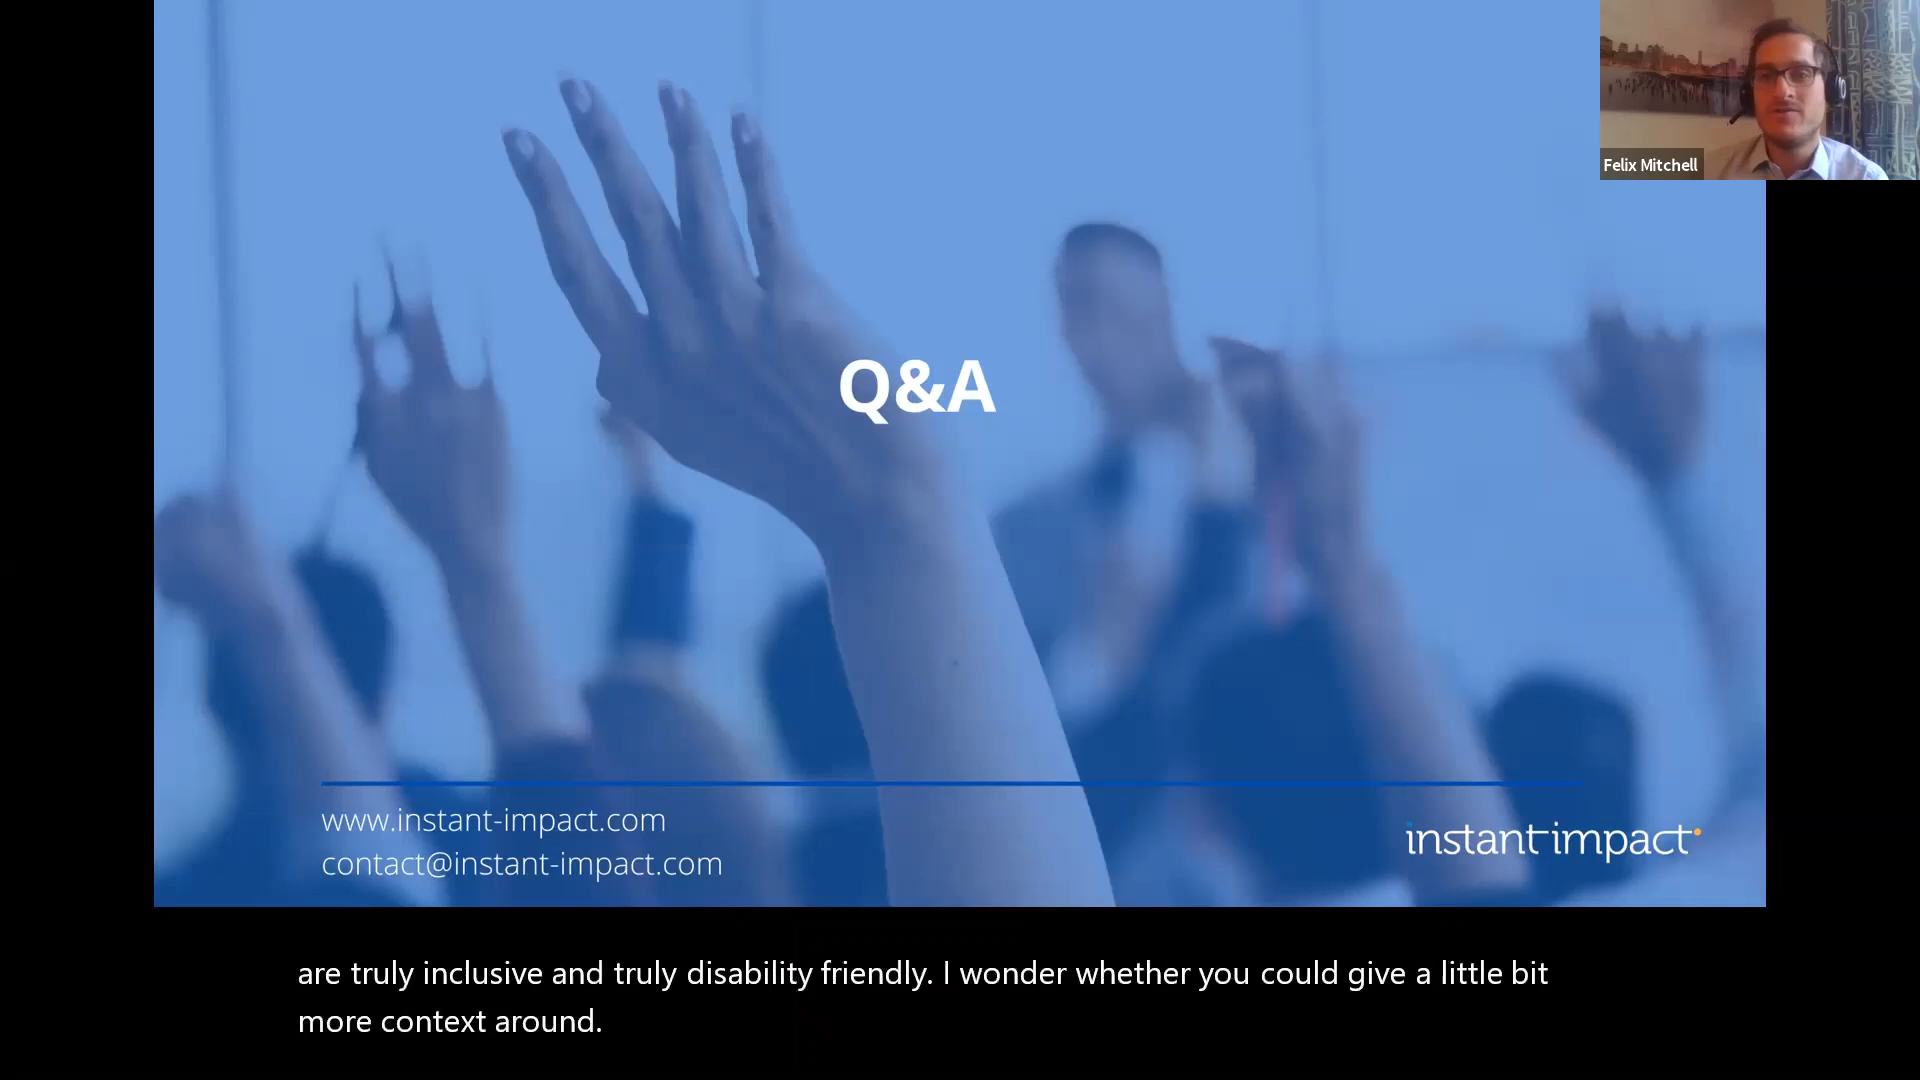 Felix Mitchell
Q&A
www.instant-impact.com
contact@instant-impact.com
instant impact
are truly inclusive and truly disability friendly. I wonder whether you could give a little bit
more context around.